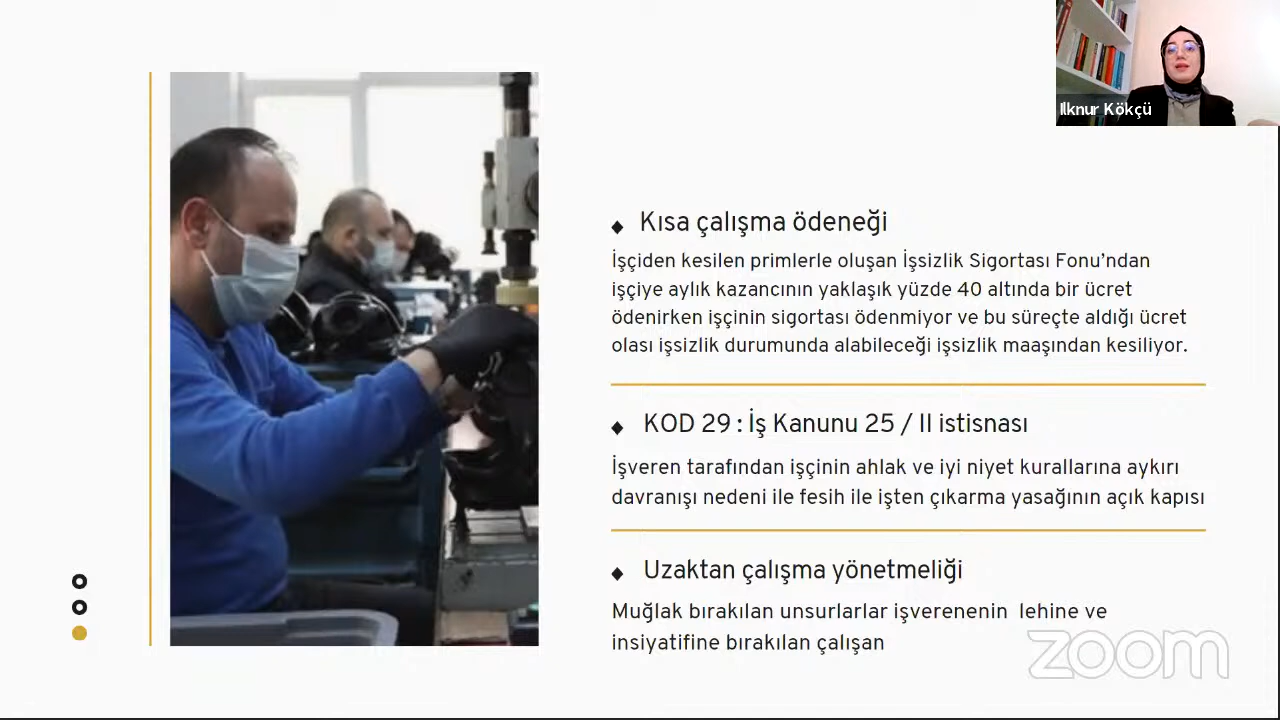 Ilknur Kökçü
Kısa çalışma ödeneği
İşçiden kesilen primlerle oluşan İşsizlik Sigortası Fonu’ndan
işçiye aylık kazancının yaklaşık yüzde 40 altında bir ücret
ödenirken işçinin sigortası ödenmiyor ve bu süreçte aldığı ücret
olası işsizlik durumunda alabileceği işsizlik maaşından kesiliyor.
KOD 29 : İş Kanunu 25 / II istisnası
İşveren tarafından işçinin ahlak ve iyi niyet kurallarına aykırı
davranışı nedeni ile fesih ile işten çıkarma yasağının açık kapısı
Uzaktan çalışma yönetmeliği
Muğlak bırakılan unsurlarlar işverenenin  lehine ve
insiyatifine bırakılan çalışan
zoom